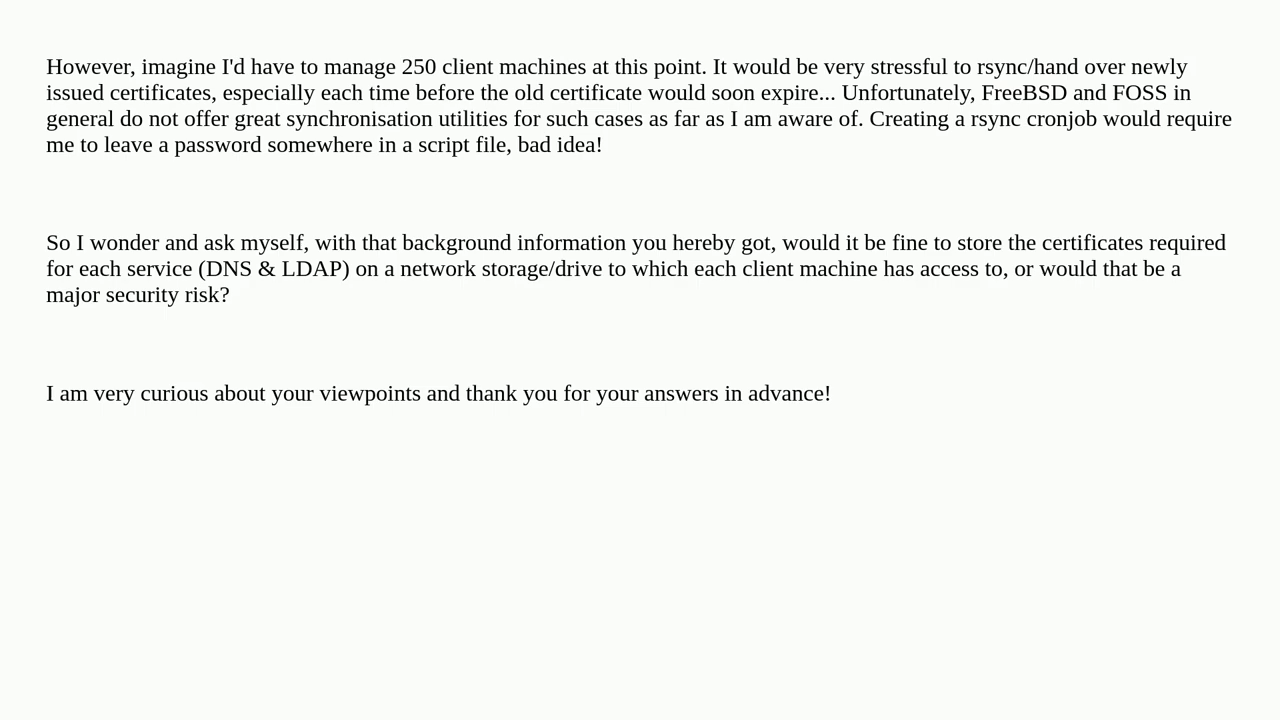 However, imagine I'd have to manage 250 client machines at this point. It would be very stressful to rsync/hand over newly
issued certificates, especially each time before the old certificate would soon expire... Unfortunately, FreeBSD and FOSS in
general do not offer great synchronisation utilities for such cases as far as I am aware of. Creating a rsync cronjob would require
me to leave a password somewhere in a script file, bad idea!
So I wonder and ask myself, with that background information you hereby got, would it be fine to store the certificates required
for each service (DNS & LDAP) on a network storage/drive to which each client machine has access to, or would that be a
major security risk?
I am very curious about your viewpoints and thank you for your answers in advance!